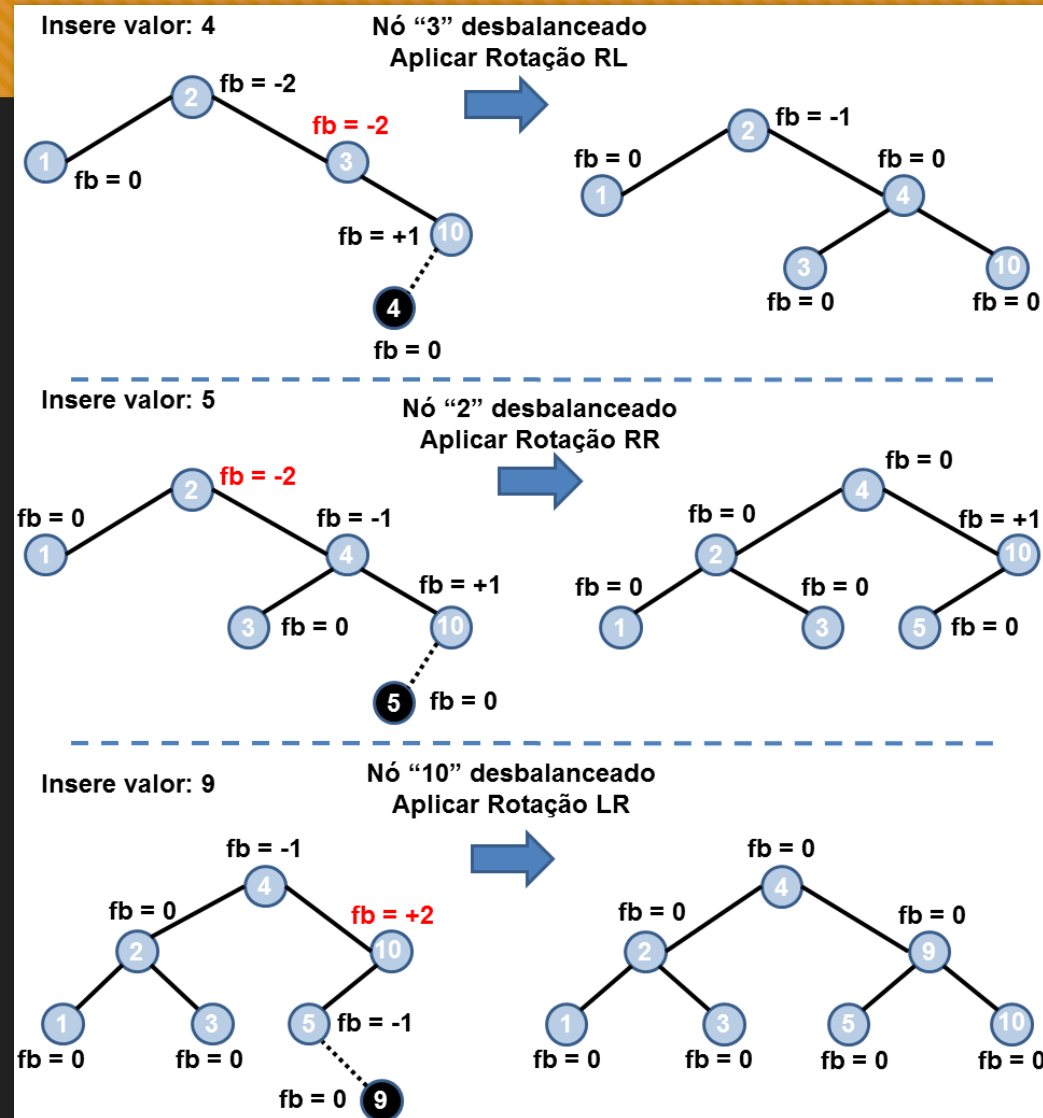 Insere valor: 4
Nó “3” desbalanceado
Aplicar Rotação RL
2
fb = -2
fb = -2
1
fb = 0
3
fb = +1
10
4
fb = 0
2
fb = -1
fb = 0
1
fb = 0
4
3
fb = 0
10
fb = 0
Insere valor: 5
Nó “2” desbalanceado
Aplicar Rotação RR
2
fb = -2
fb = 0
1
fb = -1
4
fb = +1
3
fb = 0
10
5
fb = 0
fb = 0
4
fb = 0
2
fb = +1
10
fb = 0
1
fb = 0
3
5
fb = 0
Insere valor: 9
Nó “10” desbalanceado
Aplicar Rotação LR
fb = -1
4
fb = 0
2
fb = +2
10
1
fb = 0
3
fb = 0
5
fb = -1
fb = 0
9
fb = 0
4
fb = 0
2
fb = 0
9
1
fb = 0
3
fb = 0
5
fb = 0
10
fb = 0